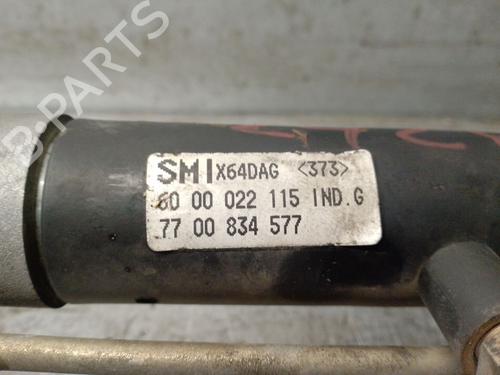 SMI X64DAG <373>
60 00 022 115 IND.G
77 00 834 577
B-PARTS